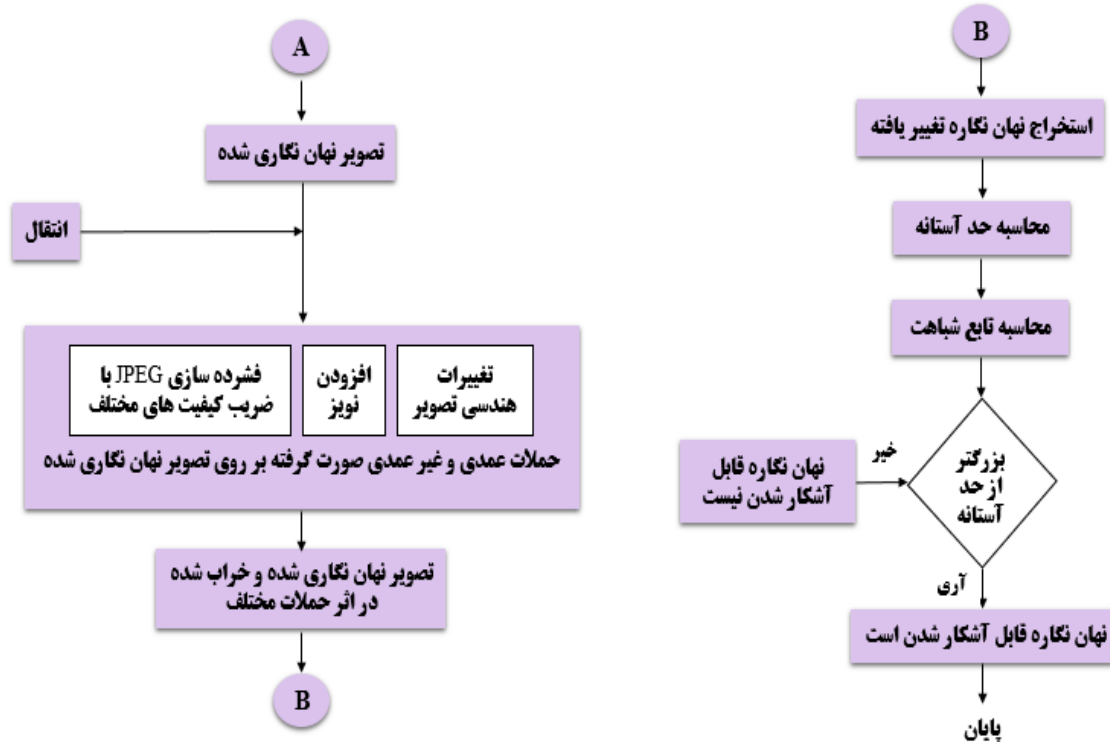 A
تصویر نهان نگاری شده
انتقال
تغییرات
هندسی تصویر
افزودن
نویز
فشرده سازی JPEG با
ضریب کیفیت های مختلف
حملات عمدی و غیر عمدی صورت گرفته بر روی تصویر نهان نگاری شده
تصویر نهان نگاری شده و خراب شده
در اثر حملات مختلف
B
B
استخراج نهان نگاره تغییر یافته
محاسبه حد آستانه
محاسبه تابع شباهت
بزرگتر
از حد
آستانه
خیر
نهان نگاره قابل
آشکار شدن نیست
آری
نهان نگاره قابل آشکار شدن است
پایان